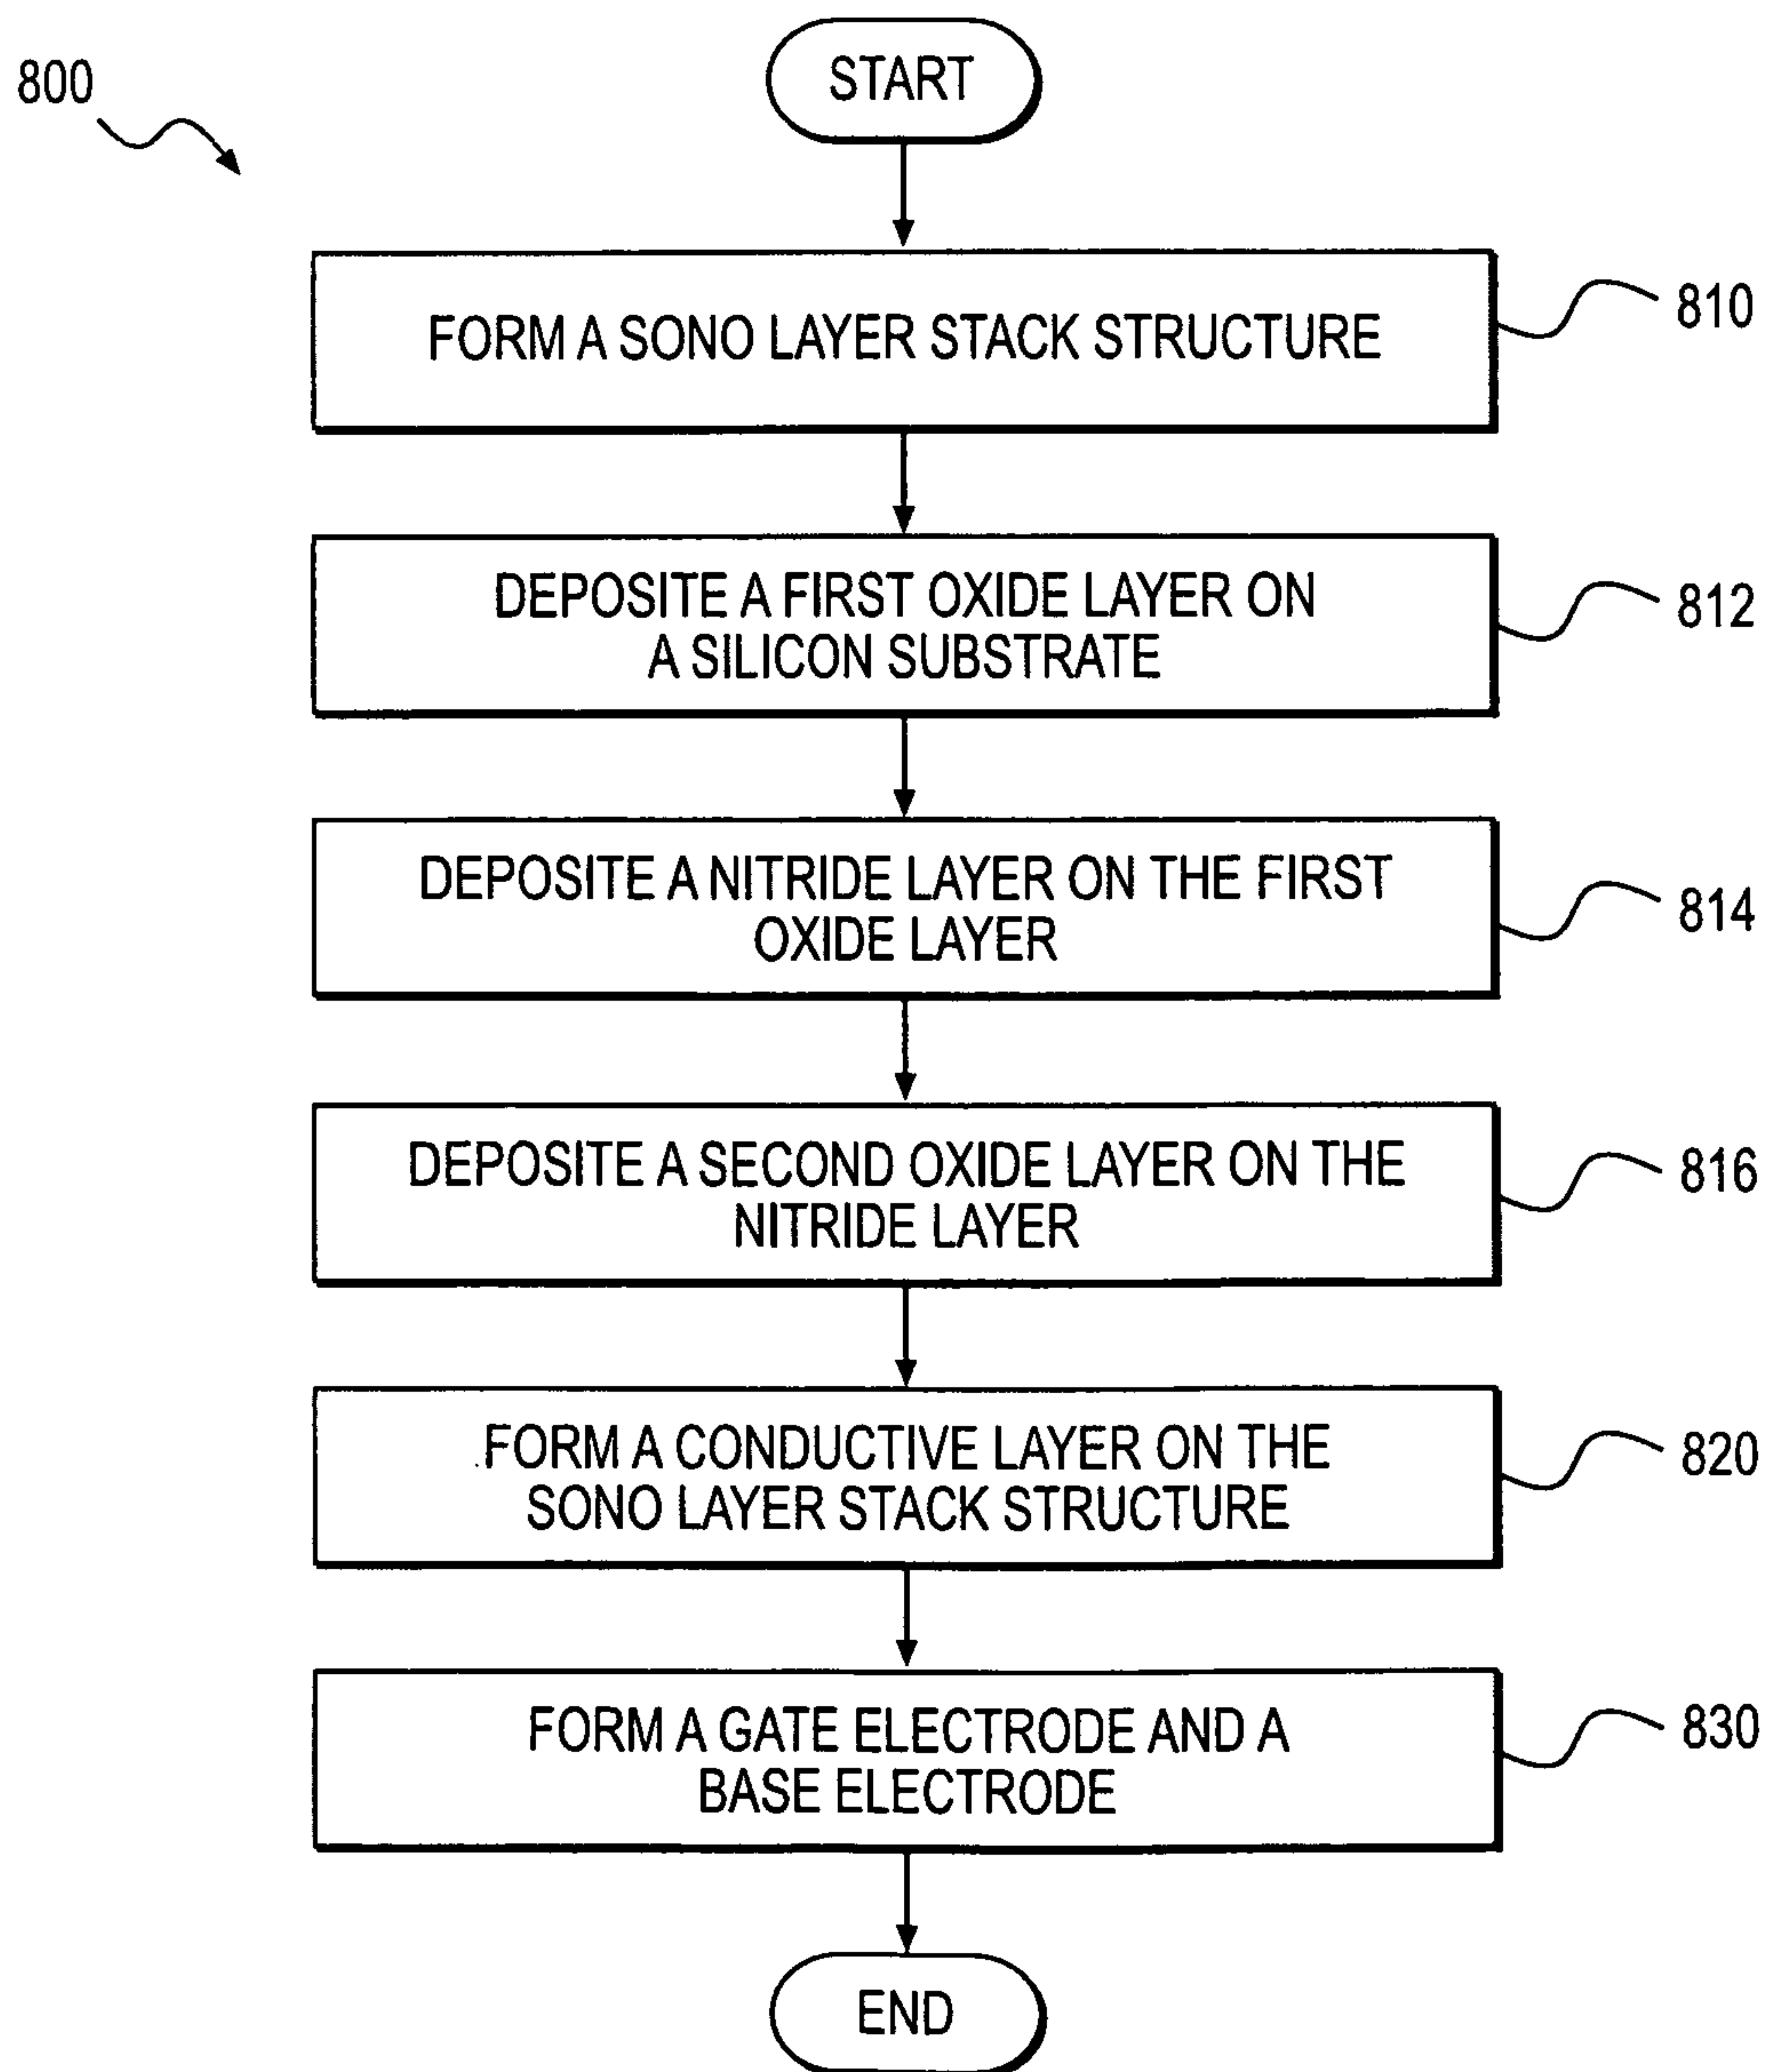 800
START
FORM A SONO LAYER STACK STRUCTURE
810
DEPOSITE A FIRST OXIDE LAYER ON
A SILICON SUBSTRATE
812
DEPOSITE A NITRIDE LAYER ON THE FIRST
OXIDE LAYER
814
DEPOSITE A SECOND OXIDE LAYER ON THE
NITRIDE LAYER
816
FORM A CONDUCTIVE LAYER ON THE
SONO LAYER STACK STRUCTURE
820
FORM A GATE ELECTRODE AND A
BASE ELECTRODE
830
END